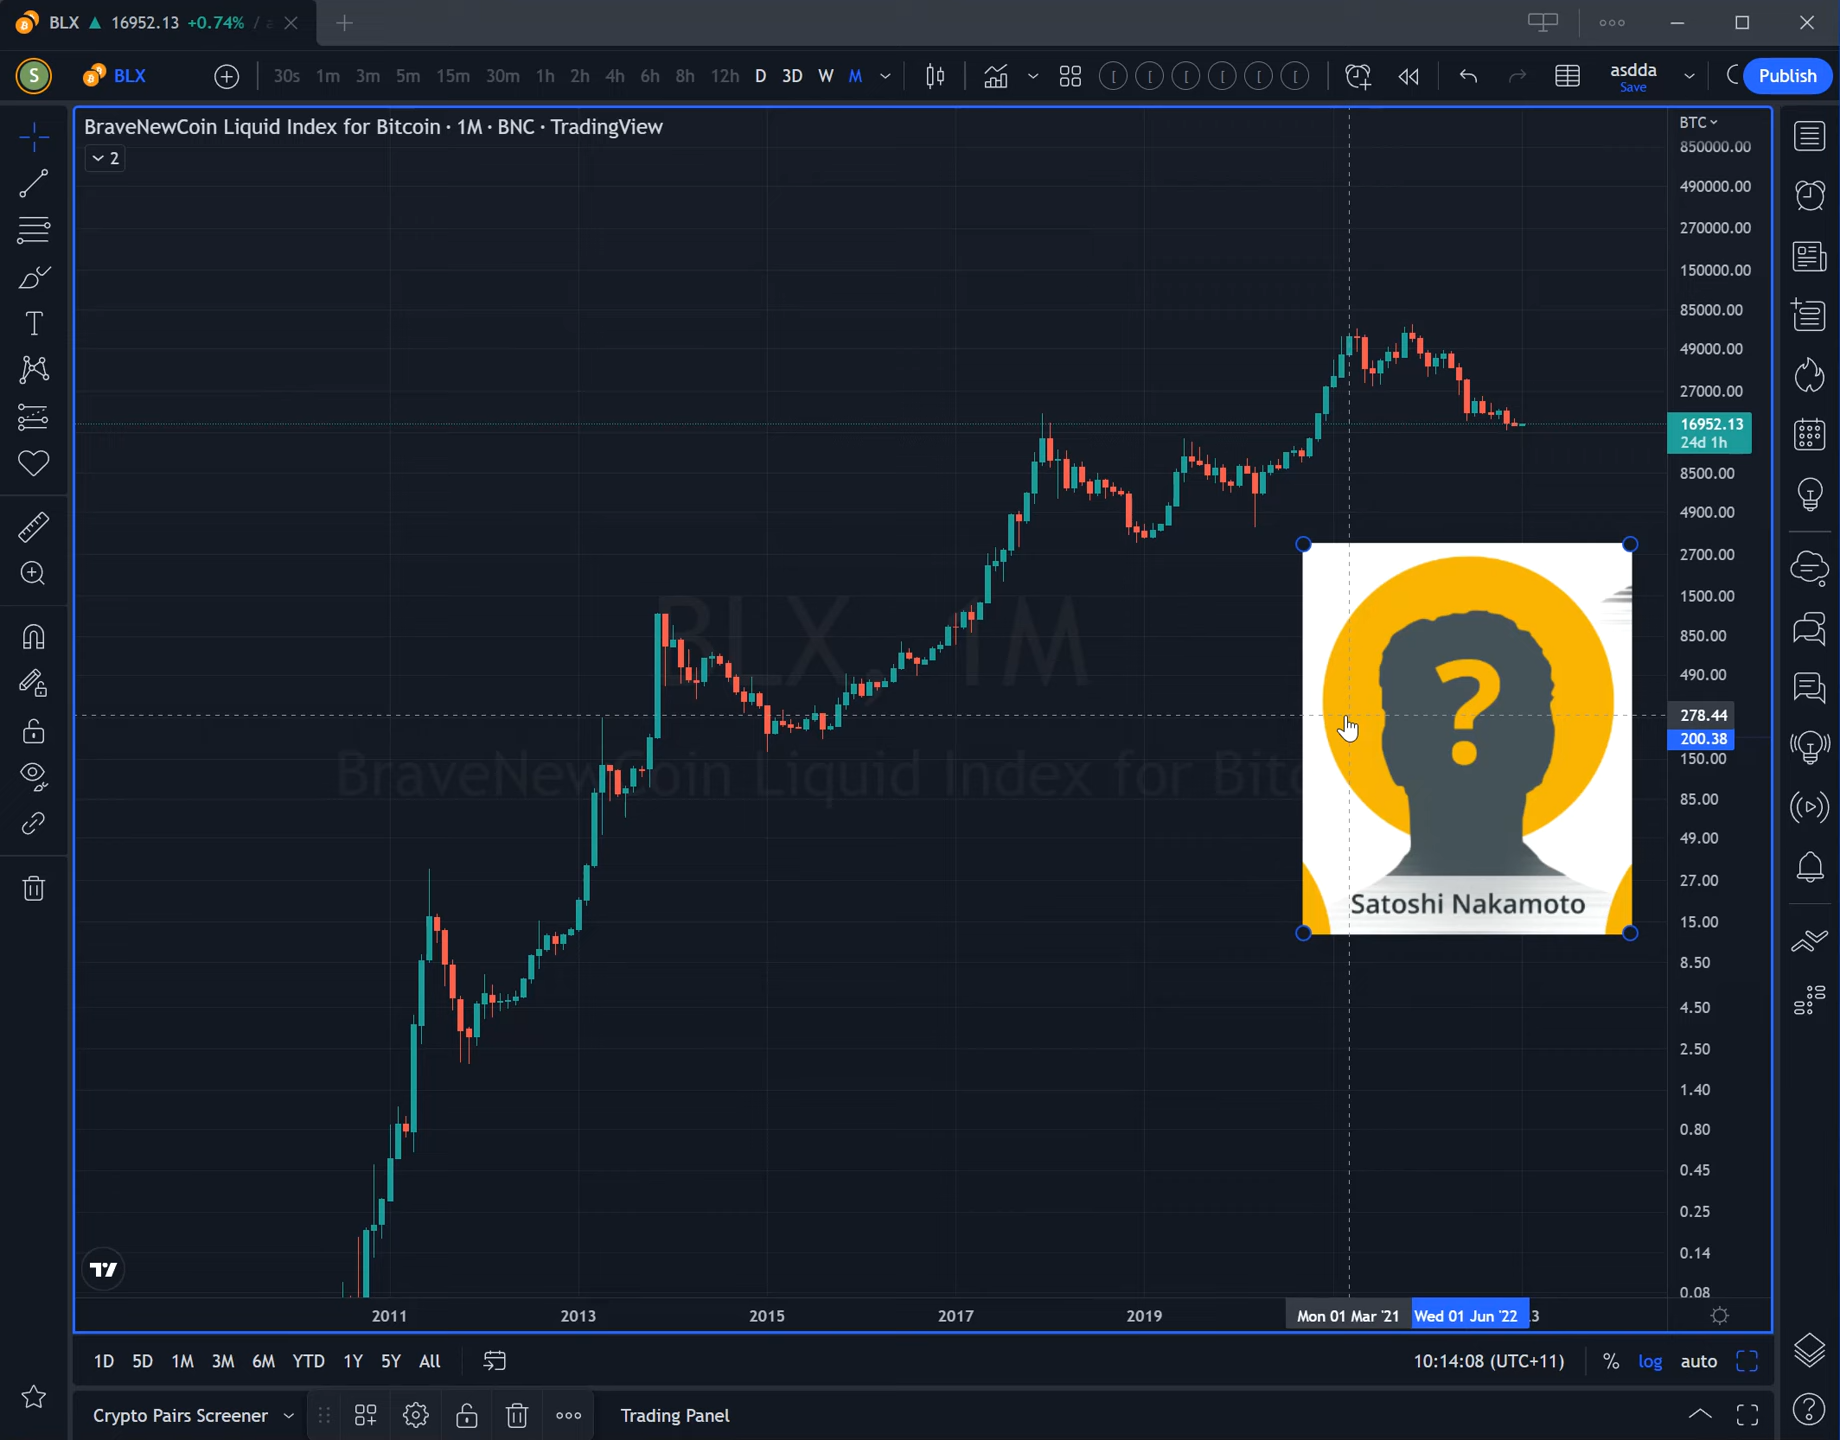 BLX ▲ 16952.13 +0.74% /
S BLX 30s 1m 3m 5m 15m 30m 1h 2h 4h 6h 8h 12h D 3D W M asdda Publish
Save
BraveNewCoin Liquid Index for Bitcoin · 1M · BNC · TradingView
2
BTC
850000.00
490000.00
270000.00
150000.00
85000.00
49000.00
27000.00
16952.13
24d 1h
8500.00
4900.00
2700.00
1500.00
850.00
490.00
278.44
200.38
150.00
85.00
49.00
27.00
15.00
8.50
4.50
2.50
1.40
0.80
0.45
0.25
0.14
0.08
BLX, 1M
BraveNewCoin Liquid Index for Bitc
?
Satoshi Nakamoto
2011 2013 2015 2017 2019 Mon 01 Mar '21 Wed 01 Jun '22 3
1D 5D 1M 3M 6M YTD 1Y 5Y All 10:14:08 (UTC+11) % log auto
Crypto Pairs Screener Trading Panel